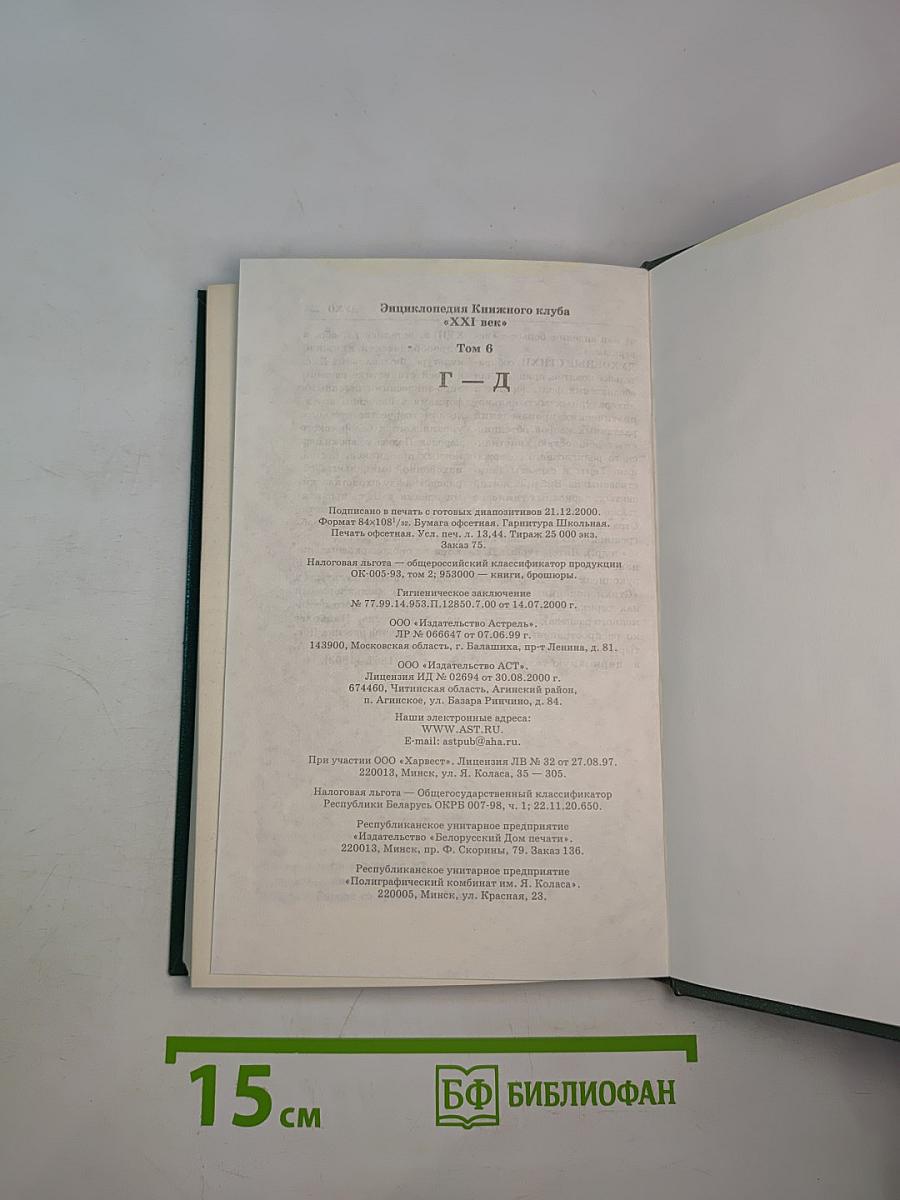 Энциклопедия Книжного клуба
«XXI век»
Том 6
Г — Д
Подписано в печать с готовых диапозитивов 21.12.2000.
Формат 84×108¹/₃₂. Бумага офсетная. Гарнитура Школьная.
Печать офсетная. Усл. печ. л. 13,44. Тираж 25 000 экз.
Заказ 75.
Налоговая льгота — общероссийский классификатор продукции
ОК-005-93, том 2; 953000 — книги, брошюры.
Гигиеническое заключение
№ 77.99.14.953.П.12850.7.00 от 14.07.2000 г.
ООО «Издательство Астрель».
ЛР № 066647 от 07.06.99 г.
143900, Московская область, г. Балашиха, пр-т Ленина, д. 81.
ООО «Издательство АСТ».
Лицензия ИД № 02694 от 30.08.2000 г.
674460, Читинская область, Агинский район,
п. Агинское, ул. Базара Ринчино, д. 84.
Наши электронные адреса:
WWW.AST.RU.
E-mail: astpub@aha.ru.
При участии ООО «Харвест». Лицензия ЛВ № 32 от 27.08.97.
220013, Минск, ул. Я. Коласа, 35 — 305.
Налоговая льгота — Общегосударственный классификатор
Республики Беларусь ОКРБ 007-98, ч. 1; 22.11.20.650.
Республиканское унитарное предприятие
«Издательство «Белорусский Дом печати».
220013, Минск, пр. Ф. Скорины, 79. Заказ 136.
Республиканское унитарное предприятие
«Полиграфический комбинат им. Я. Коласа».
220005, Минск, ул. Красная, 23.
15 см
БФ БИБЛИОФАН